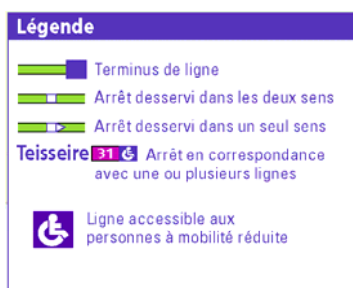 Légende
Terminus de ligne
Arrêt desservi dans les deux sens
Arrêt desservi dans un seul sens
Teisseire 31 Arrêt en correspondance
avec une ou plusieurs lignes
Ligne accessible aux
personnes à mobilité réduite